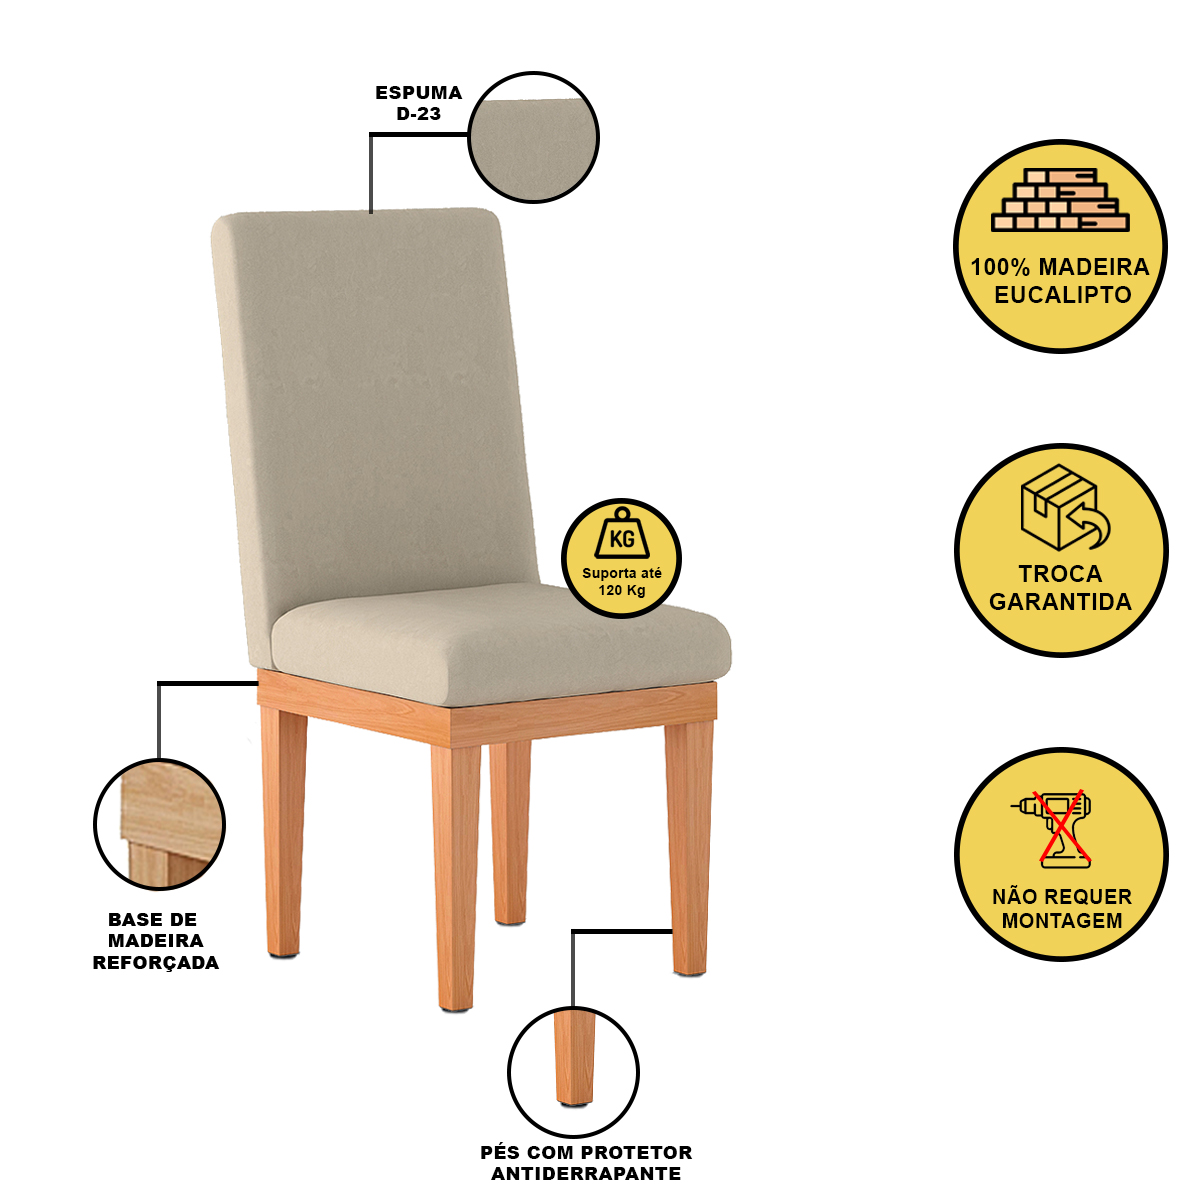 ESPUMA
D-23
100% MADEIRA
EUCALIPTO
KG
Suporta até
120 Kg
TROCA
GARANTIDA
BASE DE
MADEIRA
REFORÇADA
NÃO REQUER
MONTAGEM
PÉS COM PROTETOR
ANTIDERRAPANTE